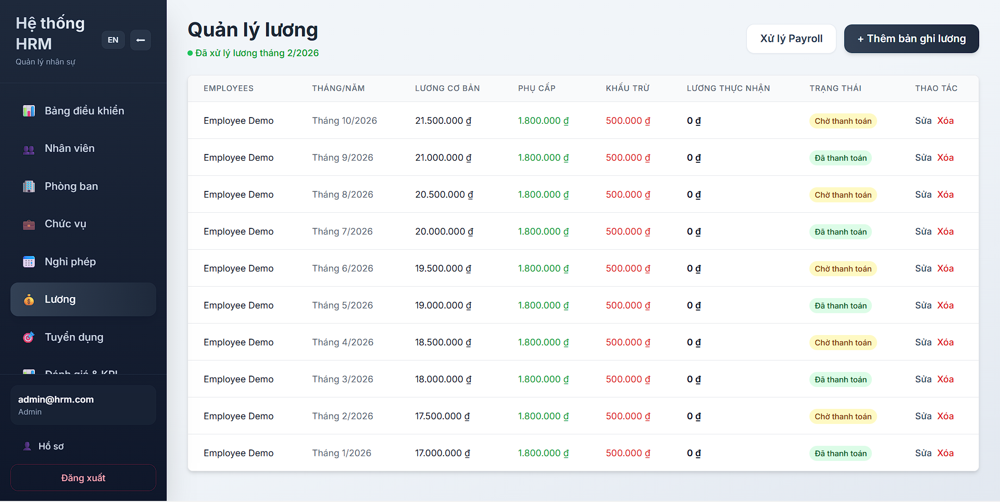 Hệ thống
HRM
Quản lý nhân sự
EN
←
Bảng điều khiển
Nhân viên
Phòng ban
Chức vụ
Nghỉ phép
Lương
Tuyển dụng
Đánh giá & KPI
admin@hrm.com
Admin
Hồ sơ
Đăng xuất
Quản lý lương
Đã xử lý lương tháng 2/2026
Xử lý Payroll
+ Thêm bản ghi lương
EMPLOYEES THÁNG/NĂM LƯƠNG CƠ BẢN PHỤ CẤP KHẤU TRỪ LƯƠNG THỰC NHẬN TRẠNG THÁI THAO TÁC
Employee Demo Tháng 10/2026 21.500.000 ₫ 1.800.000 ₫ 500.000 ₫ 0 ₫ Chờ thanh toán Sửa Xóa
Employee Demo Tháng 9/2026 21.000.000 ₫ 1.800.000 ₫ 500.000 ₫ 0 ₫ Đã thanh toán Sửa Xóa
Employee Demo Tháng 8/2026 20.500.000 ₫ 1.800.000 ₫ 500.000 ₫ 0 ₫ Chờ thanh toán Sửa Xóa
Employee Demo Tháng 7/2026 20.000.000 ₫ 1.800.000 ₫ 500.000 ₫ 0 ₫ Đã thanh toán Sửa Xóa
Employee Demo Tháng 6/2026 19.500.000 ₫ 1.800.000 ₫ 500.000 ₫ 0 ₫ Chờ thanh toán Sửa Xóa
Employee Demo Tháng 5/2026 19.000.000 ₫ 1.800.000 ₫ 500.000 ₫ 0 ₫ Đã thanh toán Sửa Xóa
Employee Demo Tháng 4/2026 18.500.000 ₫ 1.800.000 ₫ 500.000 ₫ 0 ₫ Chờ thanh toán Sửa Xóa
Employee Demo Tháng 3/2026 18.000.000 ₫ 1.800.000 ₫ 500.000 ₫ 0 ₫ Đã thanh toán Sửa Xóa
Employee Demo Tháng 2/2026 17.500.000 ₫ 1.800.000 ₫ 500.000 ₫ 0 ₫ Chờ thanh toán Sửa Xóa
Employee Demo Tháng 1/2026 17.000.000 ₫ 1.800.000 ₫ 500.000 ₫ 0 ₫ Đã thanh toán Sửa Xóa